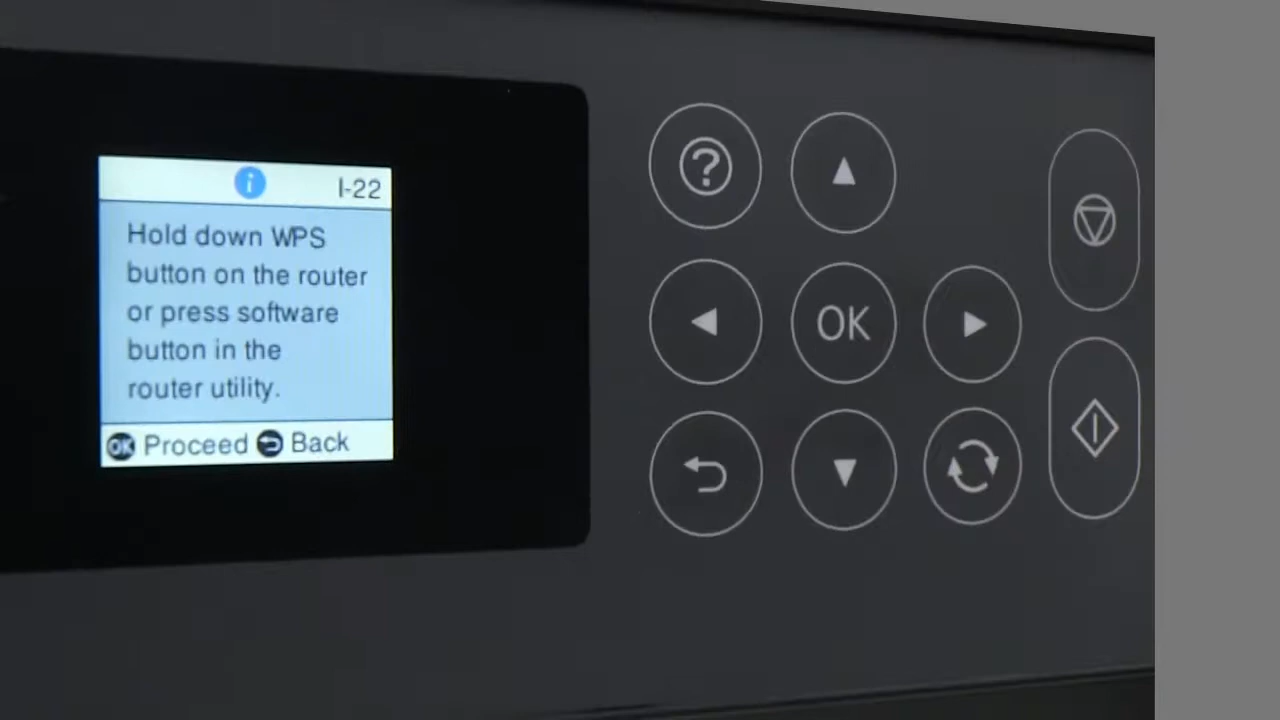 I-22
Hold down WPS
button on the router
or press software
button in the
router utility.
OK Proceed Back
?
OK